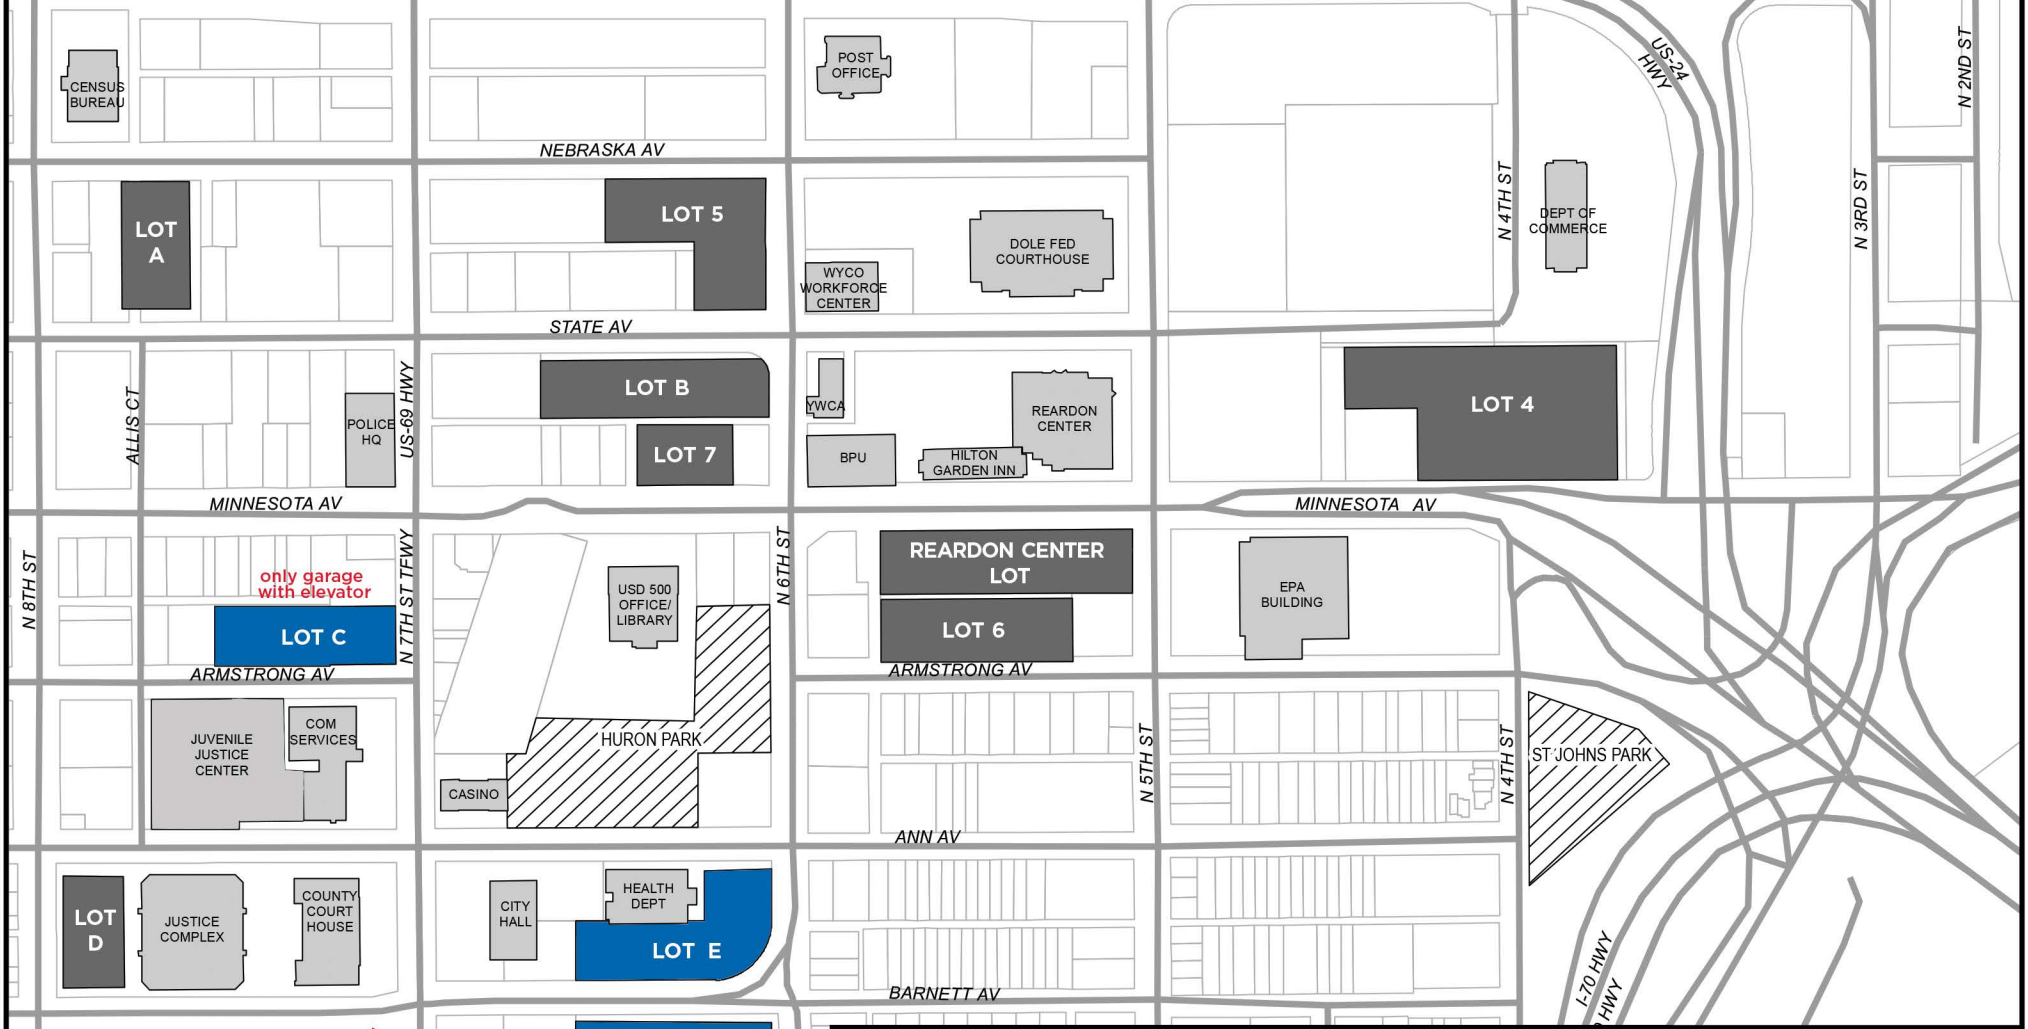 CENSUS
BUREAU
POST
OFFICE
US-24
HWY
N 2ND ST
NEBRASKA AV
LOT
A
LOT 5
DOLE FED
COURTHOUSE
WYCO
WORKFORCE
CENTER
N 4TH ST
DEPT OF
COMMERCE
N 3RD ST
STATE AV
ALLIS CT
POLICE
HQ
US-69 HWY
LOT B
LOT 7
YWCA
BPU
HILTON
GARDEN INN
REARDON
CENTER
LOT 4
MINNESOTA AV
MINNESOTA AV
N 8TH ST
only garage
with elevator
LOT C
N 7TH ST TFWY
USD 500
OFFICE/
LIBRARY
N 6TH ST
REARDON CENTER
LOT
LOT 6
EPA
BUILDING
ARMSTRONG AV
ARMSTRONG AV
JUVENILE
JUSTICE
CENTER
COM
SERVICES
HURON PARK
CASINO
N 5TH ST
N 4TH ST
ST JOHNS PARK
ANN AV
LOT
D
JUSTICE
COMPLEX
COUNTY
COURT
HOUSE
CITY
HALL
HEALTH
DEPT
LOT E
BARNETT AV
I-70 HWY
HWY